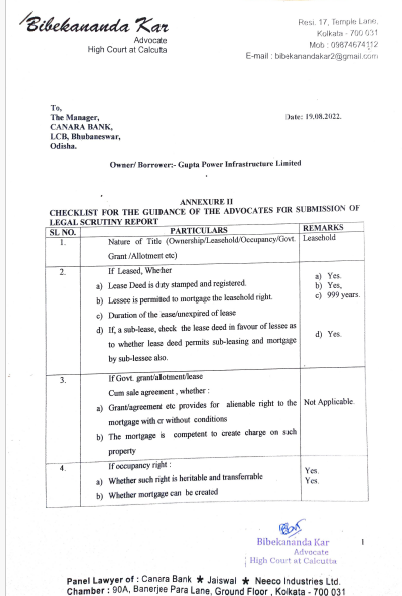 Bibekananda Kar
Advocate
High Court at Calcutta
Resi. 17, Temple Lane,
Kolkata - 700 031
Mob : 09874674112
E-mail : bibekanandakar2@gmail.com
To,
The Manager,
CANARA BANK,
LCB, Bhubaneswar,
Odisha.
Date: 19.08.2022.
Owner/ Borrower:- Gupta Power Infrastructure Limited
ANNEXURE II
CHECKLIST FOR THE GUIDANCE OF THE ADVOCATES FOR SUBMISSION OF
LEGAL SCRUTINY REPORT
SL NO. PARTICULARS REMARKS
1. Nature of Title (Ownership/Leasehold/Occupancy/Govt. Leasehold
Grant /Allotment etc)
2. If Leased, Whether
a) Lease Deed is duty stamped and registered. a) Yes.
b) Lessee is permitted to mortgage the leasehold right. b) Yes,
c) Duration of the lease/unexpired of lease c) 999 years.
d) If, a sub-lease, check the lease deed in favour of lessee as d) Yes.
to whether lease deed permits sub-leasing and mortgage
by sub-lessee also.
3. If Govt. grant/allotment/lease
Cum sale agreement , whether :
a) Grant/agreement etc provides for alienable right to the Not Applicable.
mortgage with or without conditions
b) The mortgage is competent to create charge on such
property
4. If occupancy right :
a) Whether such right is heritable and transferrable Yes.
b) Whether mortgage can be created Yes.
Bibekananda Kar
Advocate
High Court at Calcutta
1
Panel Lawyer of : Canara Bank ★ Jaiswal ★ Neeco Industries Ltd.
Chamber : 90A, Banerjee Para Lane, Ground Floor , Kolkata - 700 031